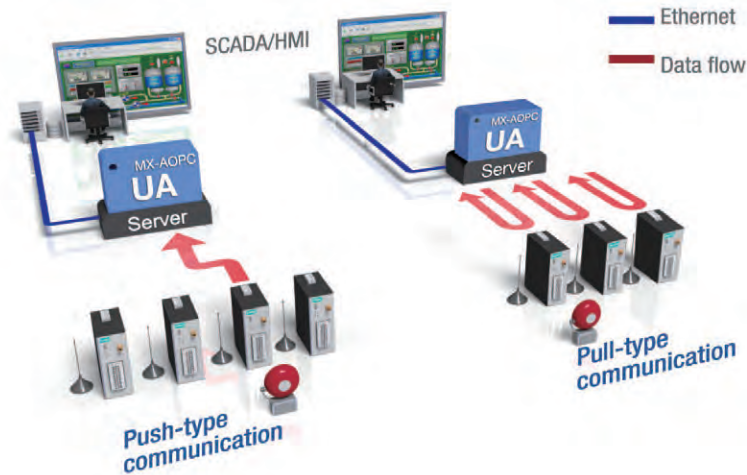 SCADA/HMI
Ethernet
Data flow
MX-AOPC
UA
Server
MX-AOPC
UA
Server
Push-type
communication
Pull-type
communication